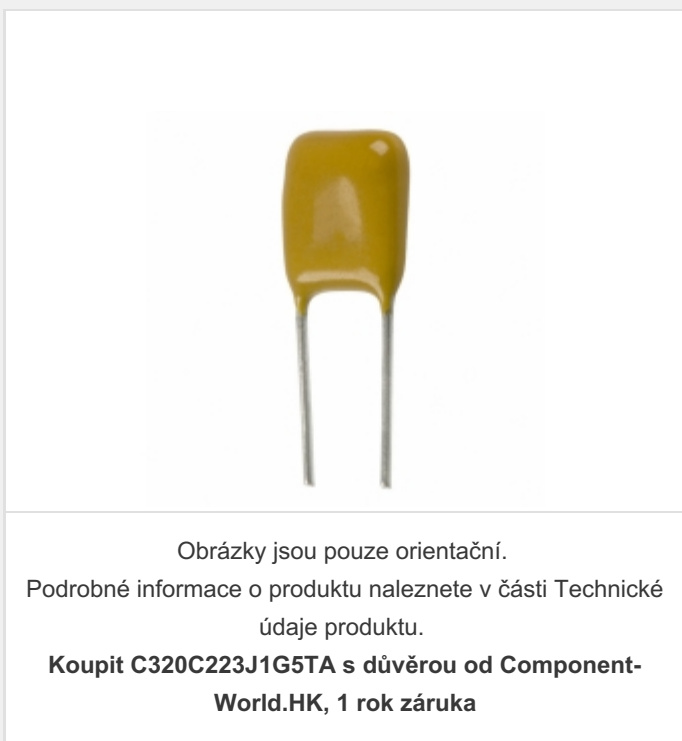 Obrázky jsou pouze orientační.
Podrobné informace o produktu naleznete v části Technické
údaje produktu.
Koupit C320C223J1G5TA s důvěrou od Component-
World.HK, 1 rok záruka